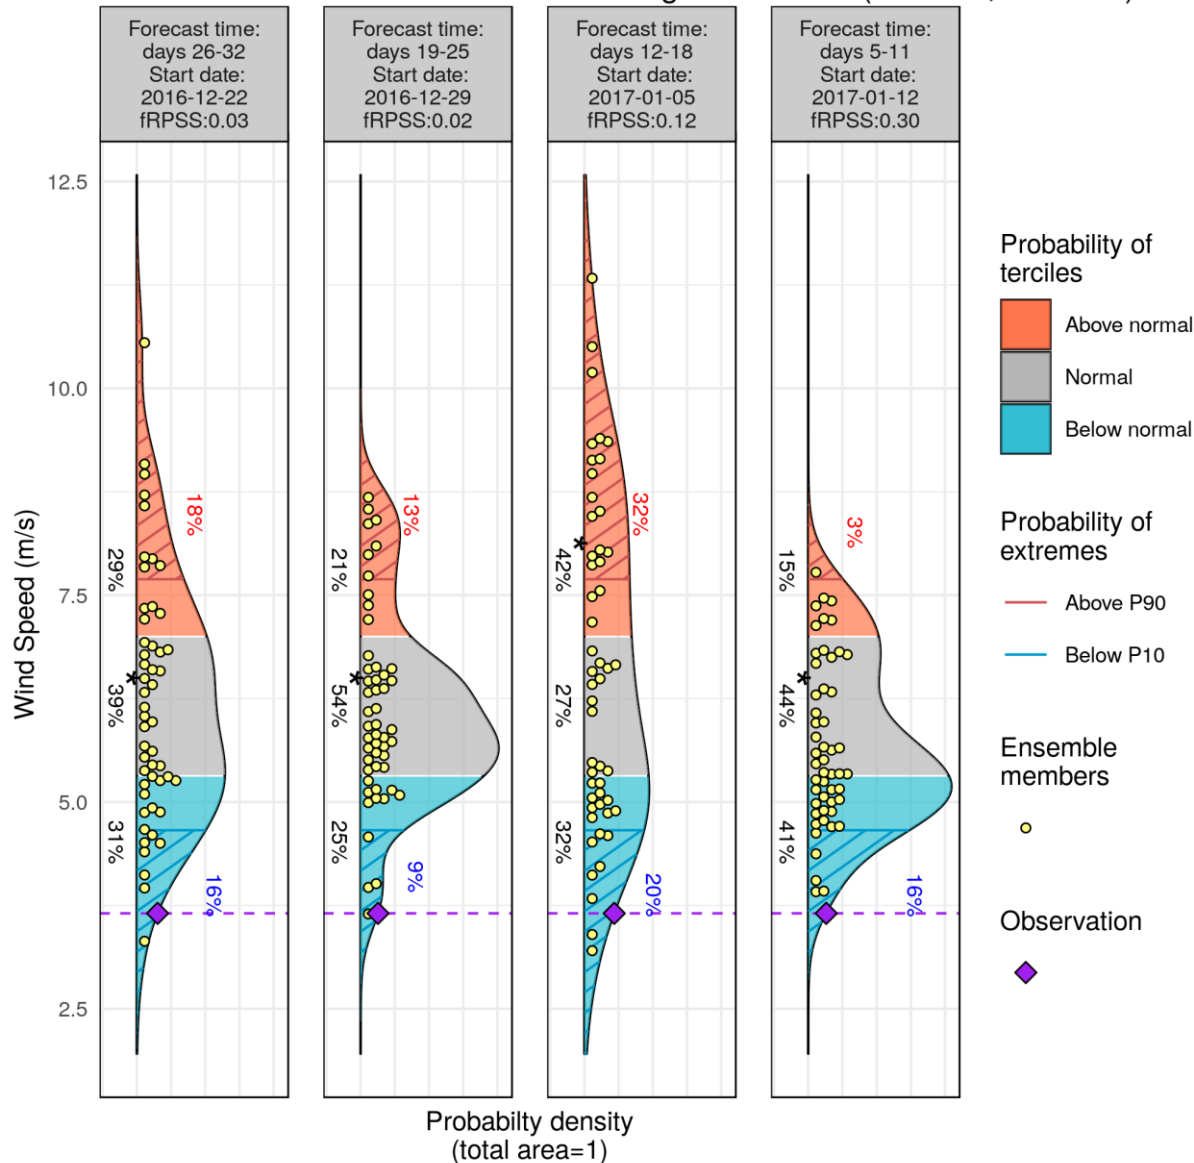 Forecast time:
days 26-32
Start date:
2016-12-22
fRPSS:0.03
Forecast time:
days 19-25
Start date:
2016-12-29
fRPSS:0.02
Forecast time:
days 12-18
Start date:
2017-01-05
fRPSS:0.12
Forecast time:
days 5-11
Start date:
2017-01-12
fRPSS:0.30
Wind Speed (m/s)
12.5
10.0
7.5
5.0
2.5
18%
29%
*
39%
31%
16%
13%
21%
*
54%
25%
9%
32%
*
42%
27%
32%
20%
3%
15%
*
44%
41%
16%
Probabilty density
(total area=1)
Probability of
terciles
Above normal
Normal
Below normal
Probability of
extremes
Above P90
Below P10
Ensemble
members
Observation